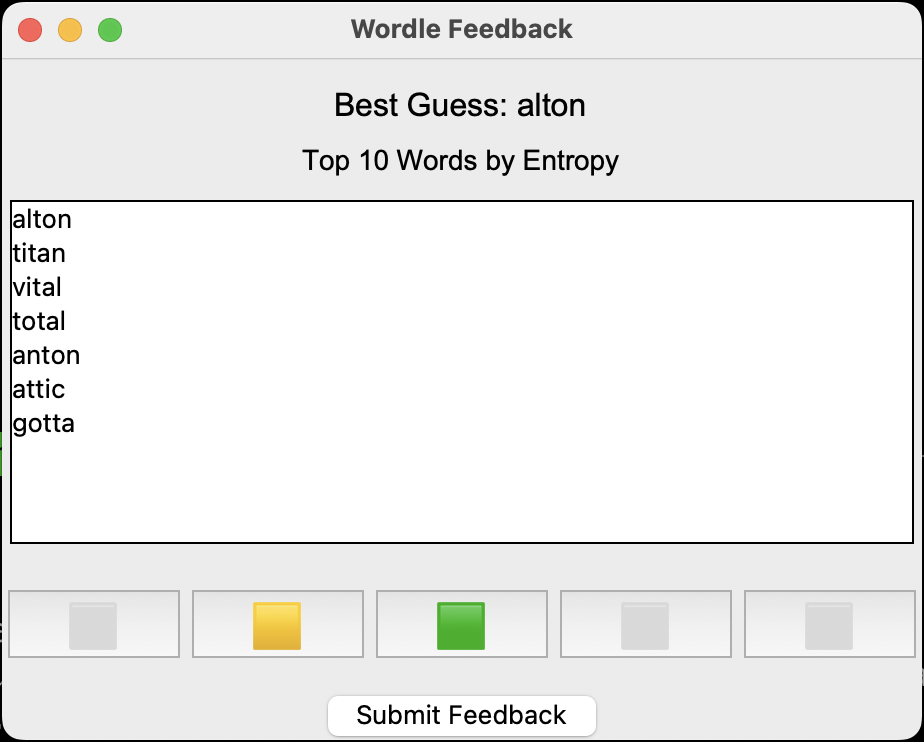 Wordle Feedback
Best Guess: alton
Top 10 Words by Entropy
alton
titan
vital
total
anton
attic
gotta
Submit Feedback